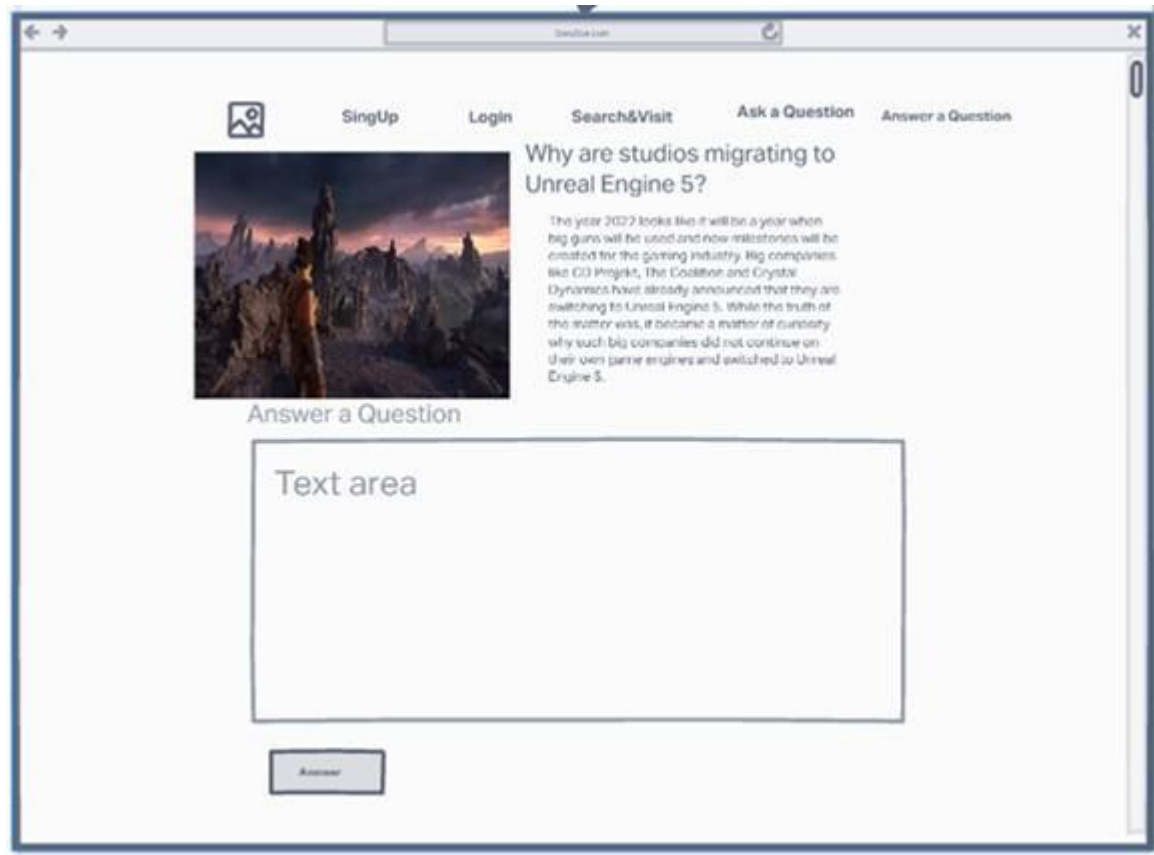 SingUp Login Search&Visit Ask a Question Answer a Question
Why are studios migrating to
Unreal Engine 5?
The year 2022 looks like it will be a year when
big guns will be used and new milestones will be
created for the gaming industry. Big companies
like CD Projekt, The Coalition and Crystal
Dynamics have already announced that they are
switching to Unreal Engine 5. While the truth of
the matter was, it became a matter of curiosity
why such big companies did not continue on
their own game engines and switched to Unreal
Engine 5.
Answer a Question
Text area
Answer